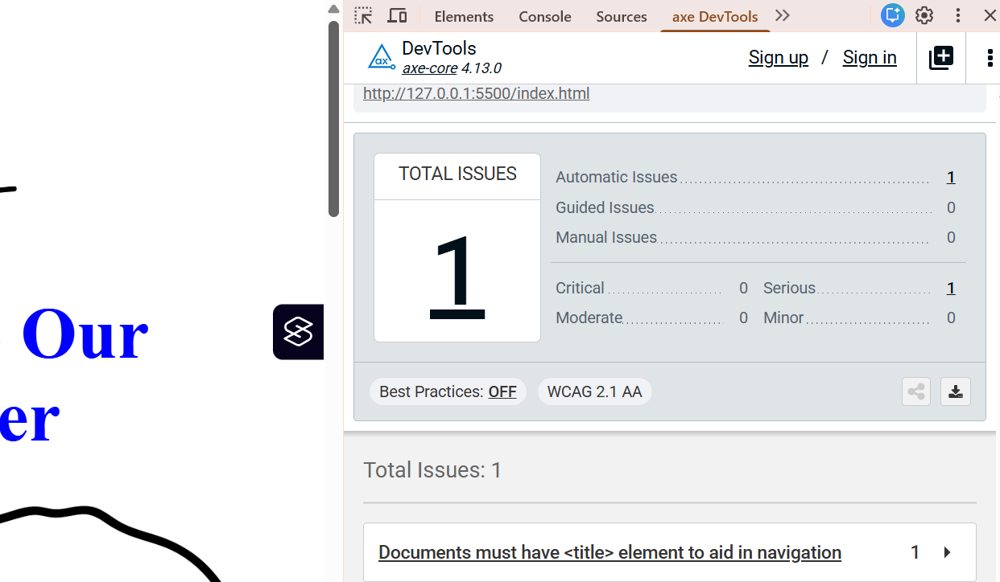 Elements Console Sources axe DevTools
DevTools
axe-core 4.13.0
Sign up / Sign in
http://127.0.0.1:5500/index.html
TOTAL ISSUES
1
Automatic Issues 1
Guided Issues 0
Manual Issues 0
Critical 0 Serious 1
Moderate 0 Minor 0
Best Practices: OFF WCAG 2.1 AA
Total Issues: 1
Documents must have <title> element to aid in navigation 1
Our
er